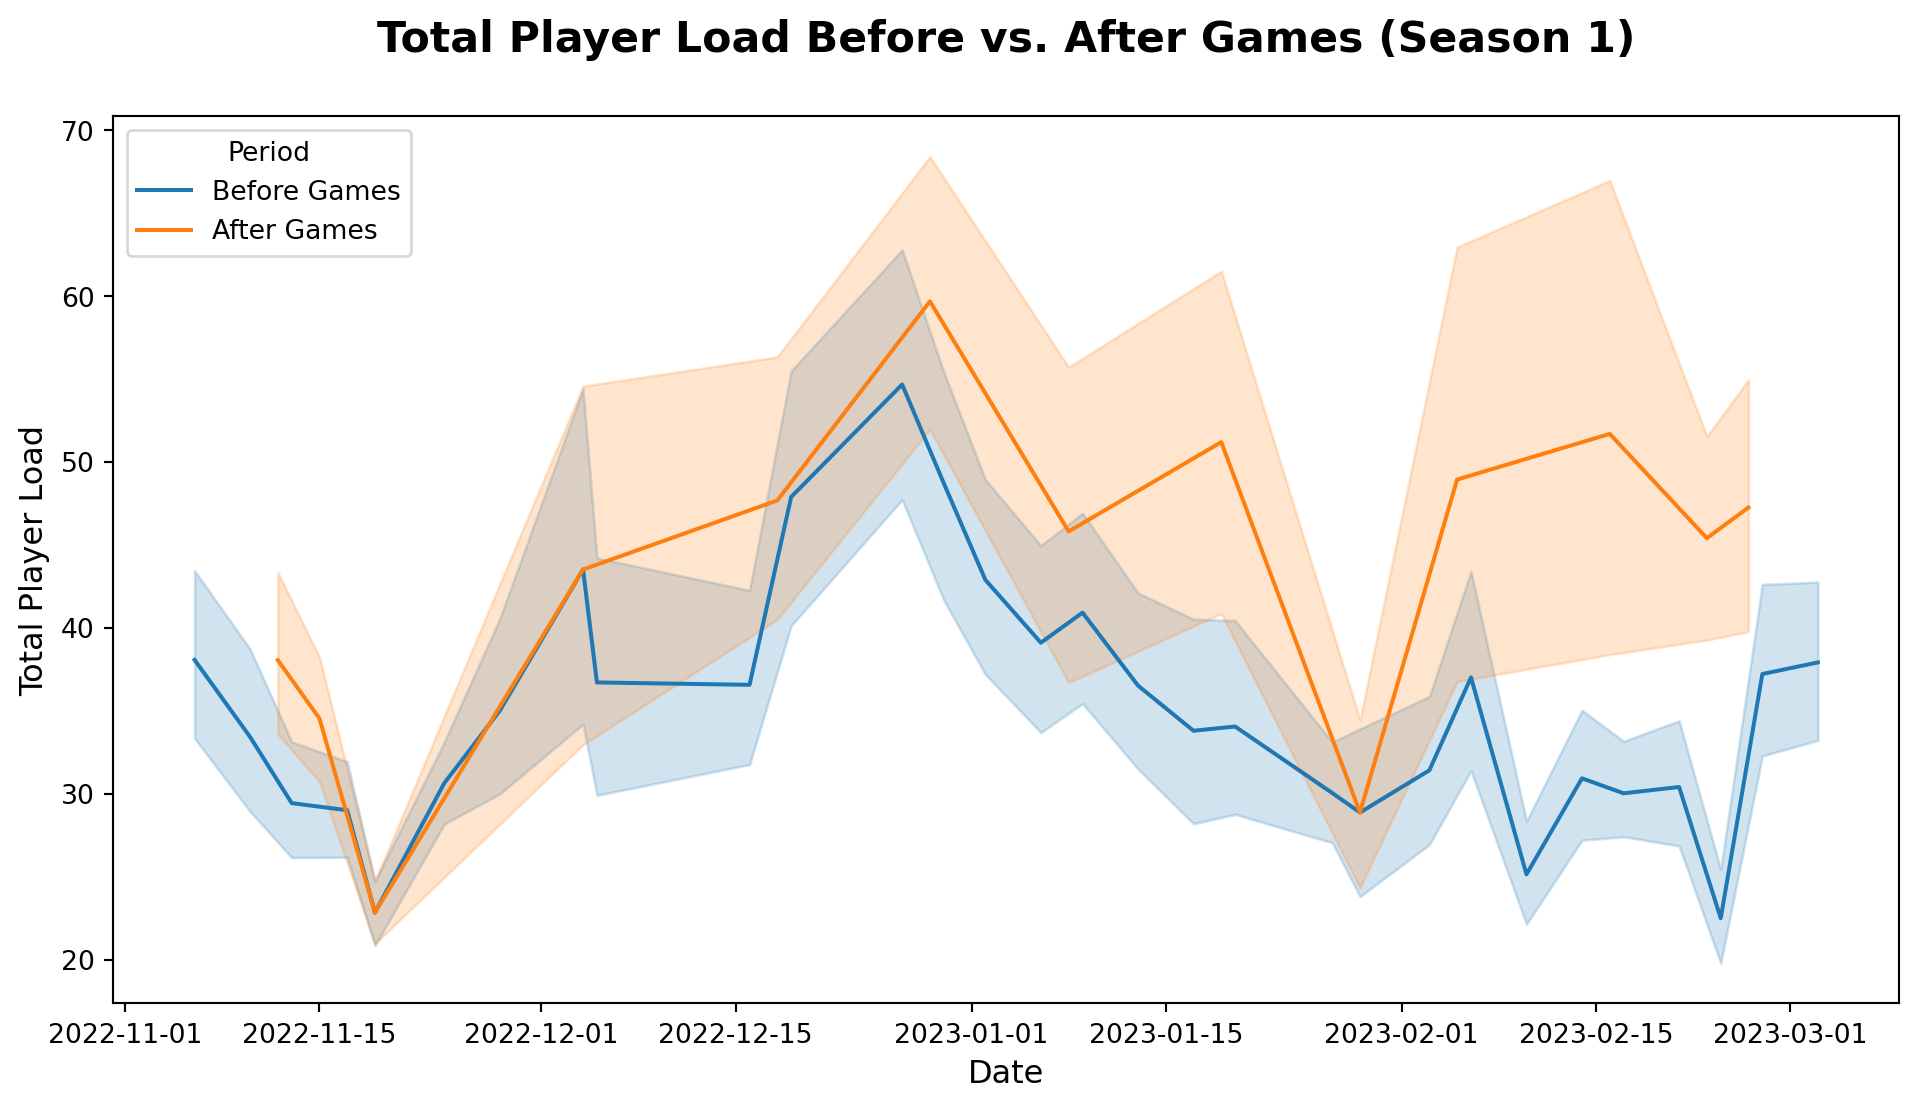 Total Player Load Before vs. After Games (Season 1)
Period
Before Games
After Games
Total Player Load
70
60
50
40
30
20
2022-11-01 2022-11-15 2022-12-01 2022-12-15 2023-01-01 2023-01-15 2023-02-01 2023-02-15 2023-03-01
Date